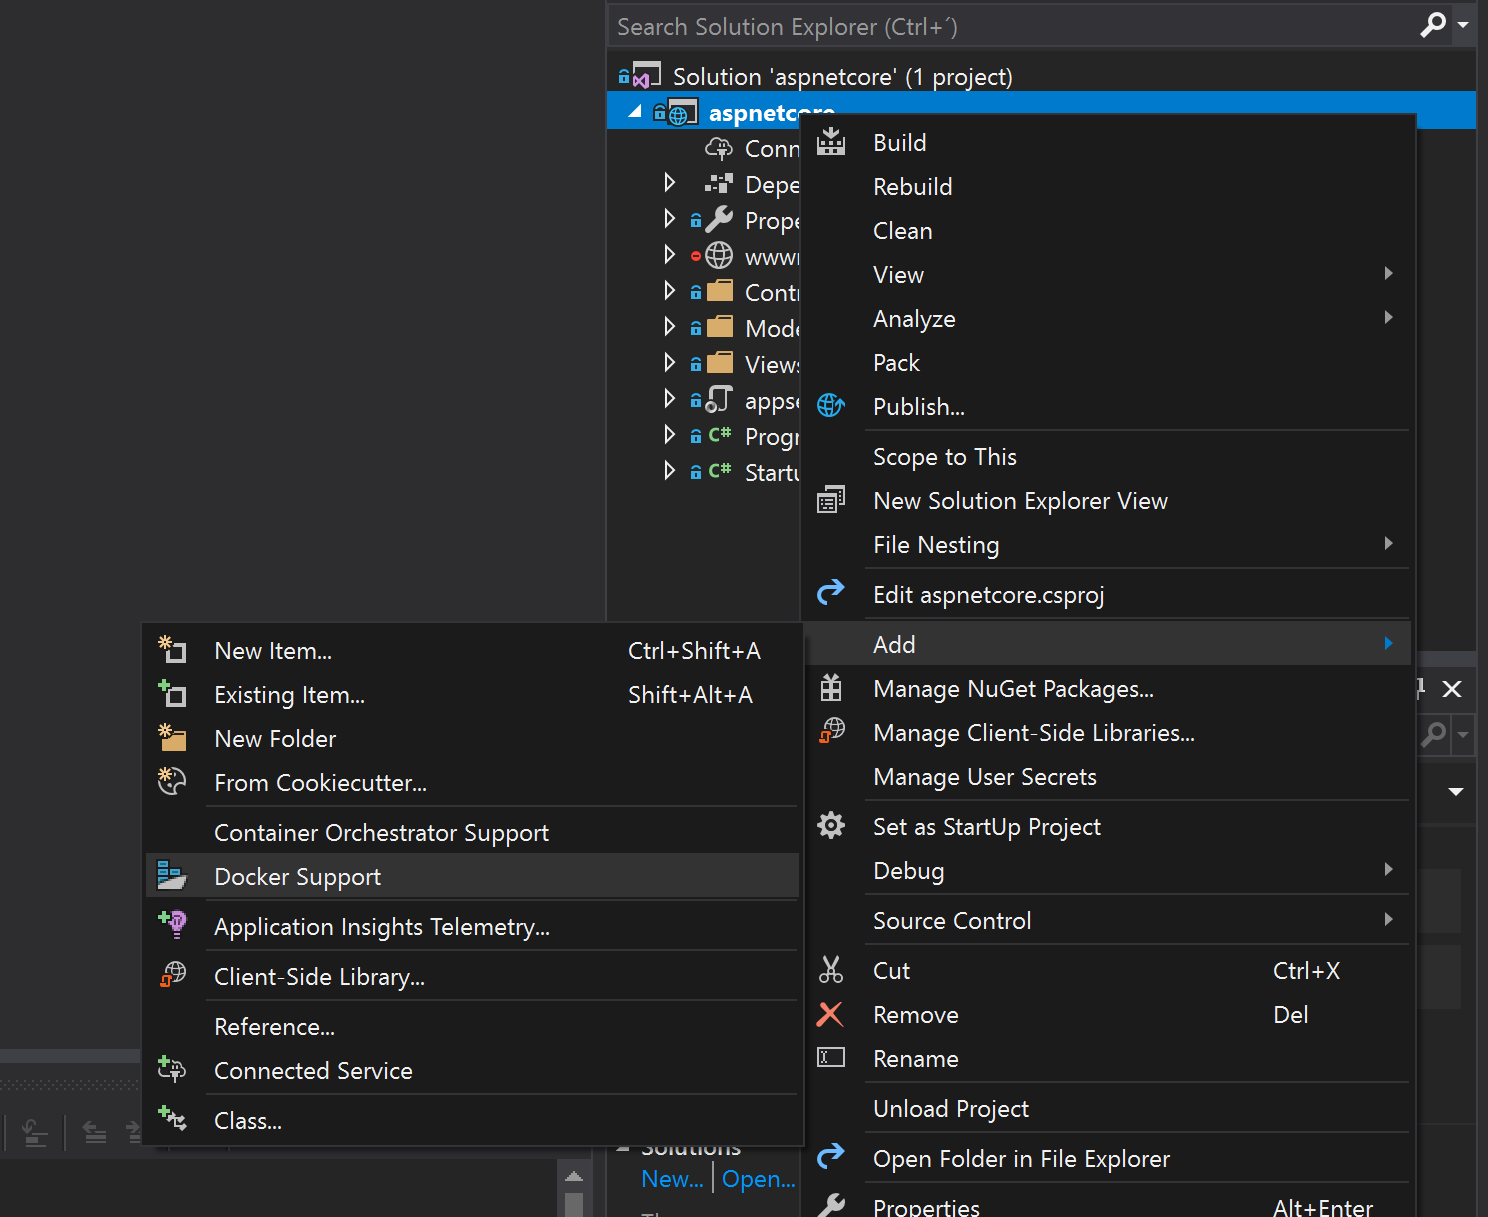 Search Solution Explorer (Ctrl+´)
Solution 'aspnetcore' (1 project)
aspnetcore
Build
Rebuild
Clean
View
Analyze
Pack
Publish...
Scope to This
New Solution Explorer View
File Nesting
Edit aspnetcore.csproj
Add
Manage NuGet Packages...
Manage Client-Side Libraries...
Manage User Secrets
Set as StartUp Project
Debug
Source Control
Cut Ctrl+X
Remove Del
Rename
Unload Project
Open Folder in File Explorer
Properties Alt+Enter
Conn
Depe
Prope
wwwr
Contr
Mode
Views
appse
C# Progr
C# Startu
New Item... Ctrl+Shift+A
Existing Item... Shift+Alt+A
New Folder
From Cookiecutter...
Container Orchestrator Support
Docker Support
Application Insights Telemetry...
Client-Side Library...
Reference...
Connected Service
Class...
Solutions
New... Open...